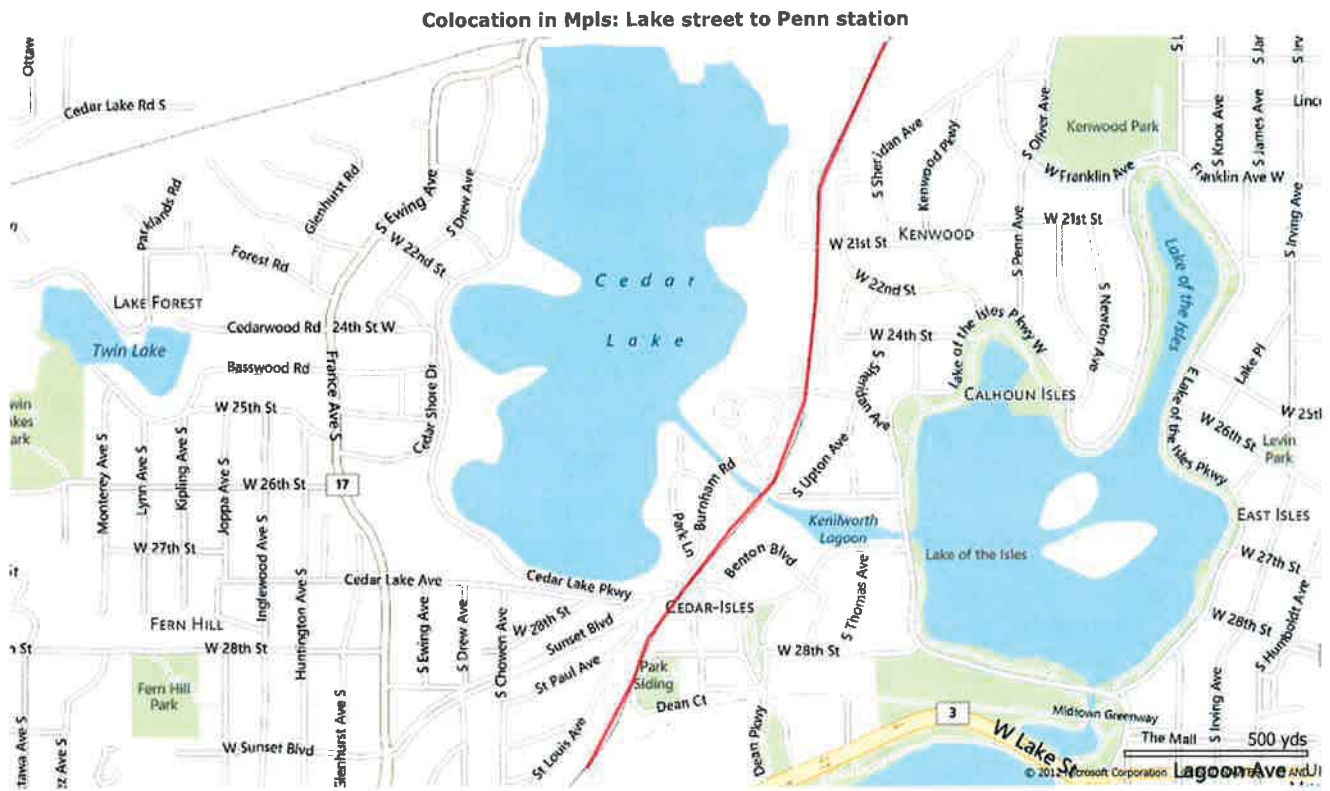 Colocation in Mpls: Lake street to Penn station
Ottaw
Cedar Lake Rd S
Parklands Rd
Glenhurst Rd
S Ewing Ave
S Drew Ave
W 22nd St
Forest Rd
LAKE FOREST
Cedarwood Rd
24th St W
Twin Lake
Basswood Rd
France Ave S
Cedar Shore Dr
W 25th St
W 26th St
17
Monterey Ave S
Lynn Ave S
Kipling Ave S
Joppa Ave S
Inglewood Ave S
Huntington Ave S
W 27th St
FERN HILL
W 28th St
Fern Hill
Park
W Sunset Blvd
Glenhurst Ave S
Cedar Lake Ave
S Ewing Ave
S Drew Ave
S Chowen Ave
W 28th St
Sunset Blvd
St Paul Ave
St Louis Ave
Cedar
Lake
Cedar Lake Pkwy
Park Ln
Burnham Rd
Benton Blvd
CEDAR-ISLES
Park
Siding
Dean Ct
Dean Pkwy
W 28th St
S Thomas Ave
Kenilworth
Lagoon
S Upton Ave
S Sheridan Ave
W 24th St
W 22nd St
W 21st St
KENWOOD
S Sheridan Ave
Kenwood Pkwy
S Penn Ave
S Oliver Ave
Kenwood Park
W Franklin Ave
Franklin Ave W
W 21st St
S Newton Ave
Lake of the Isles Pkwy W
CALHOUN ISLES
Lake of the Isles
Lake of the Isles
E Lake of the Isles Pkwy
S Knox Ave
S James Ave
S Irving Ave
Lake Pl
W 25th
W 26th St
Levin
Park
EAST ISLES
W 27th St
W 28th St
S Humboldt Ave
S Irving Ave
Midtown Greenway
3
W Lake St
The Mall
500 yds
Lagoon Ave
© 2012 Microsoft Corporation